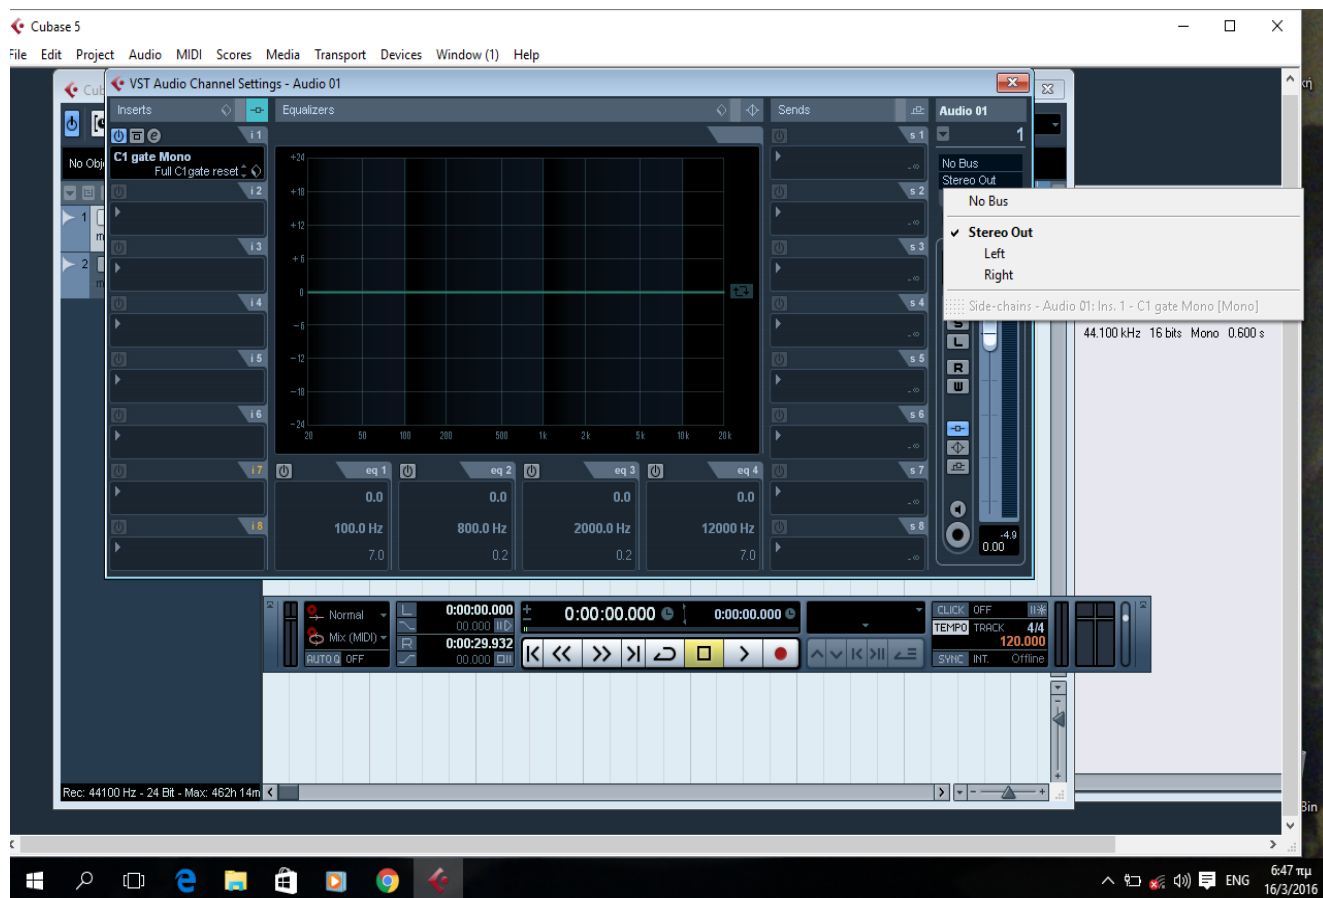 Cubase 5
File Edit Project Audio MIDI Scores Media Transport Devices Window (1) Help
VST Audio Channel Settings - Audio 01
Inserts
Equalizers
Sends
Audio 01
i 1
s 1
1
C1 gate Mono
Full C1gate reset
No Bus
Stereo Out
No Obj
i 2
s 2
i 3
s 3
i 4
s 4
i 5
s 5
i 6
s 6
i 7
s 7
i 8
s 8
1
2
+24
+18
+12
+6
0
-6
-12
-18
-24
20 50 100 200 500 1k 2k 5k 10k 20k
No Bus
Stereo Out
Left
Right
Side-chains - Audio 01: Ins. 1 - C1 gate Mono [Mono]
44.100 kHz 16 bits Mono 0.600 s
L
R
W
eq 1 eq 2 eq 3 eq 4
0.0 0.0 0.0 0.0
100.0 Hz 800.0 Hz 2000.0 Hz 12000 Hz
7.0 0.2 0.2 7.0
-4.9
0.00
Normal
Mix (MIDI)
AUTO Q OFF
L 0:00:00.000
00.000
R 0:00:29.932
00.000
0:00:00.000
0:00:00.000
CLICK OFF
TEMPO TRACK 4/4
120.000
SYNC INT. Offline
Rec: 44100 Hz - 24 Bit - Max: 462h 14m
κή
Bin
ENG
6:47 πμ
16/3/2016